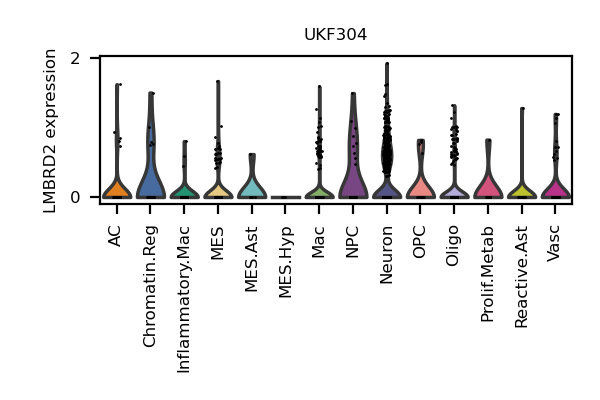 UKF304
LMBRD2 expression
2
0
AC
Chromatin.Reg
Inflammatory.Mac
MES
MES.Ast
MES.Hyp
Mac
NPC
Neuron
OPC
Oligo
Prolif.Metab
Reactive.Ast
Vasc